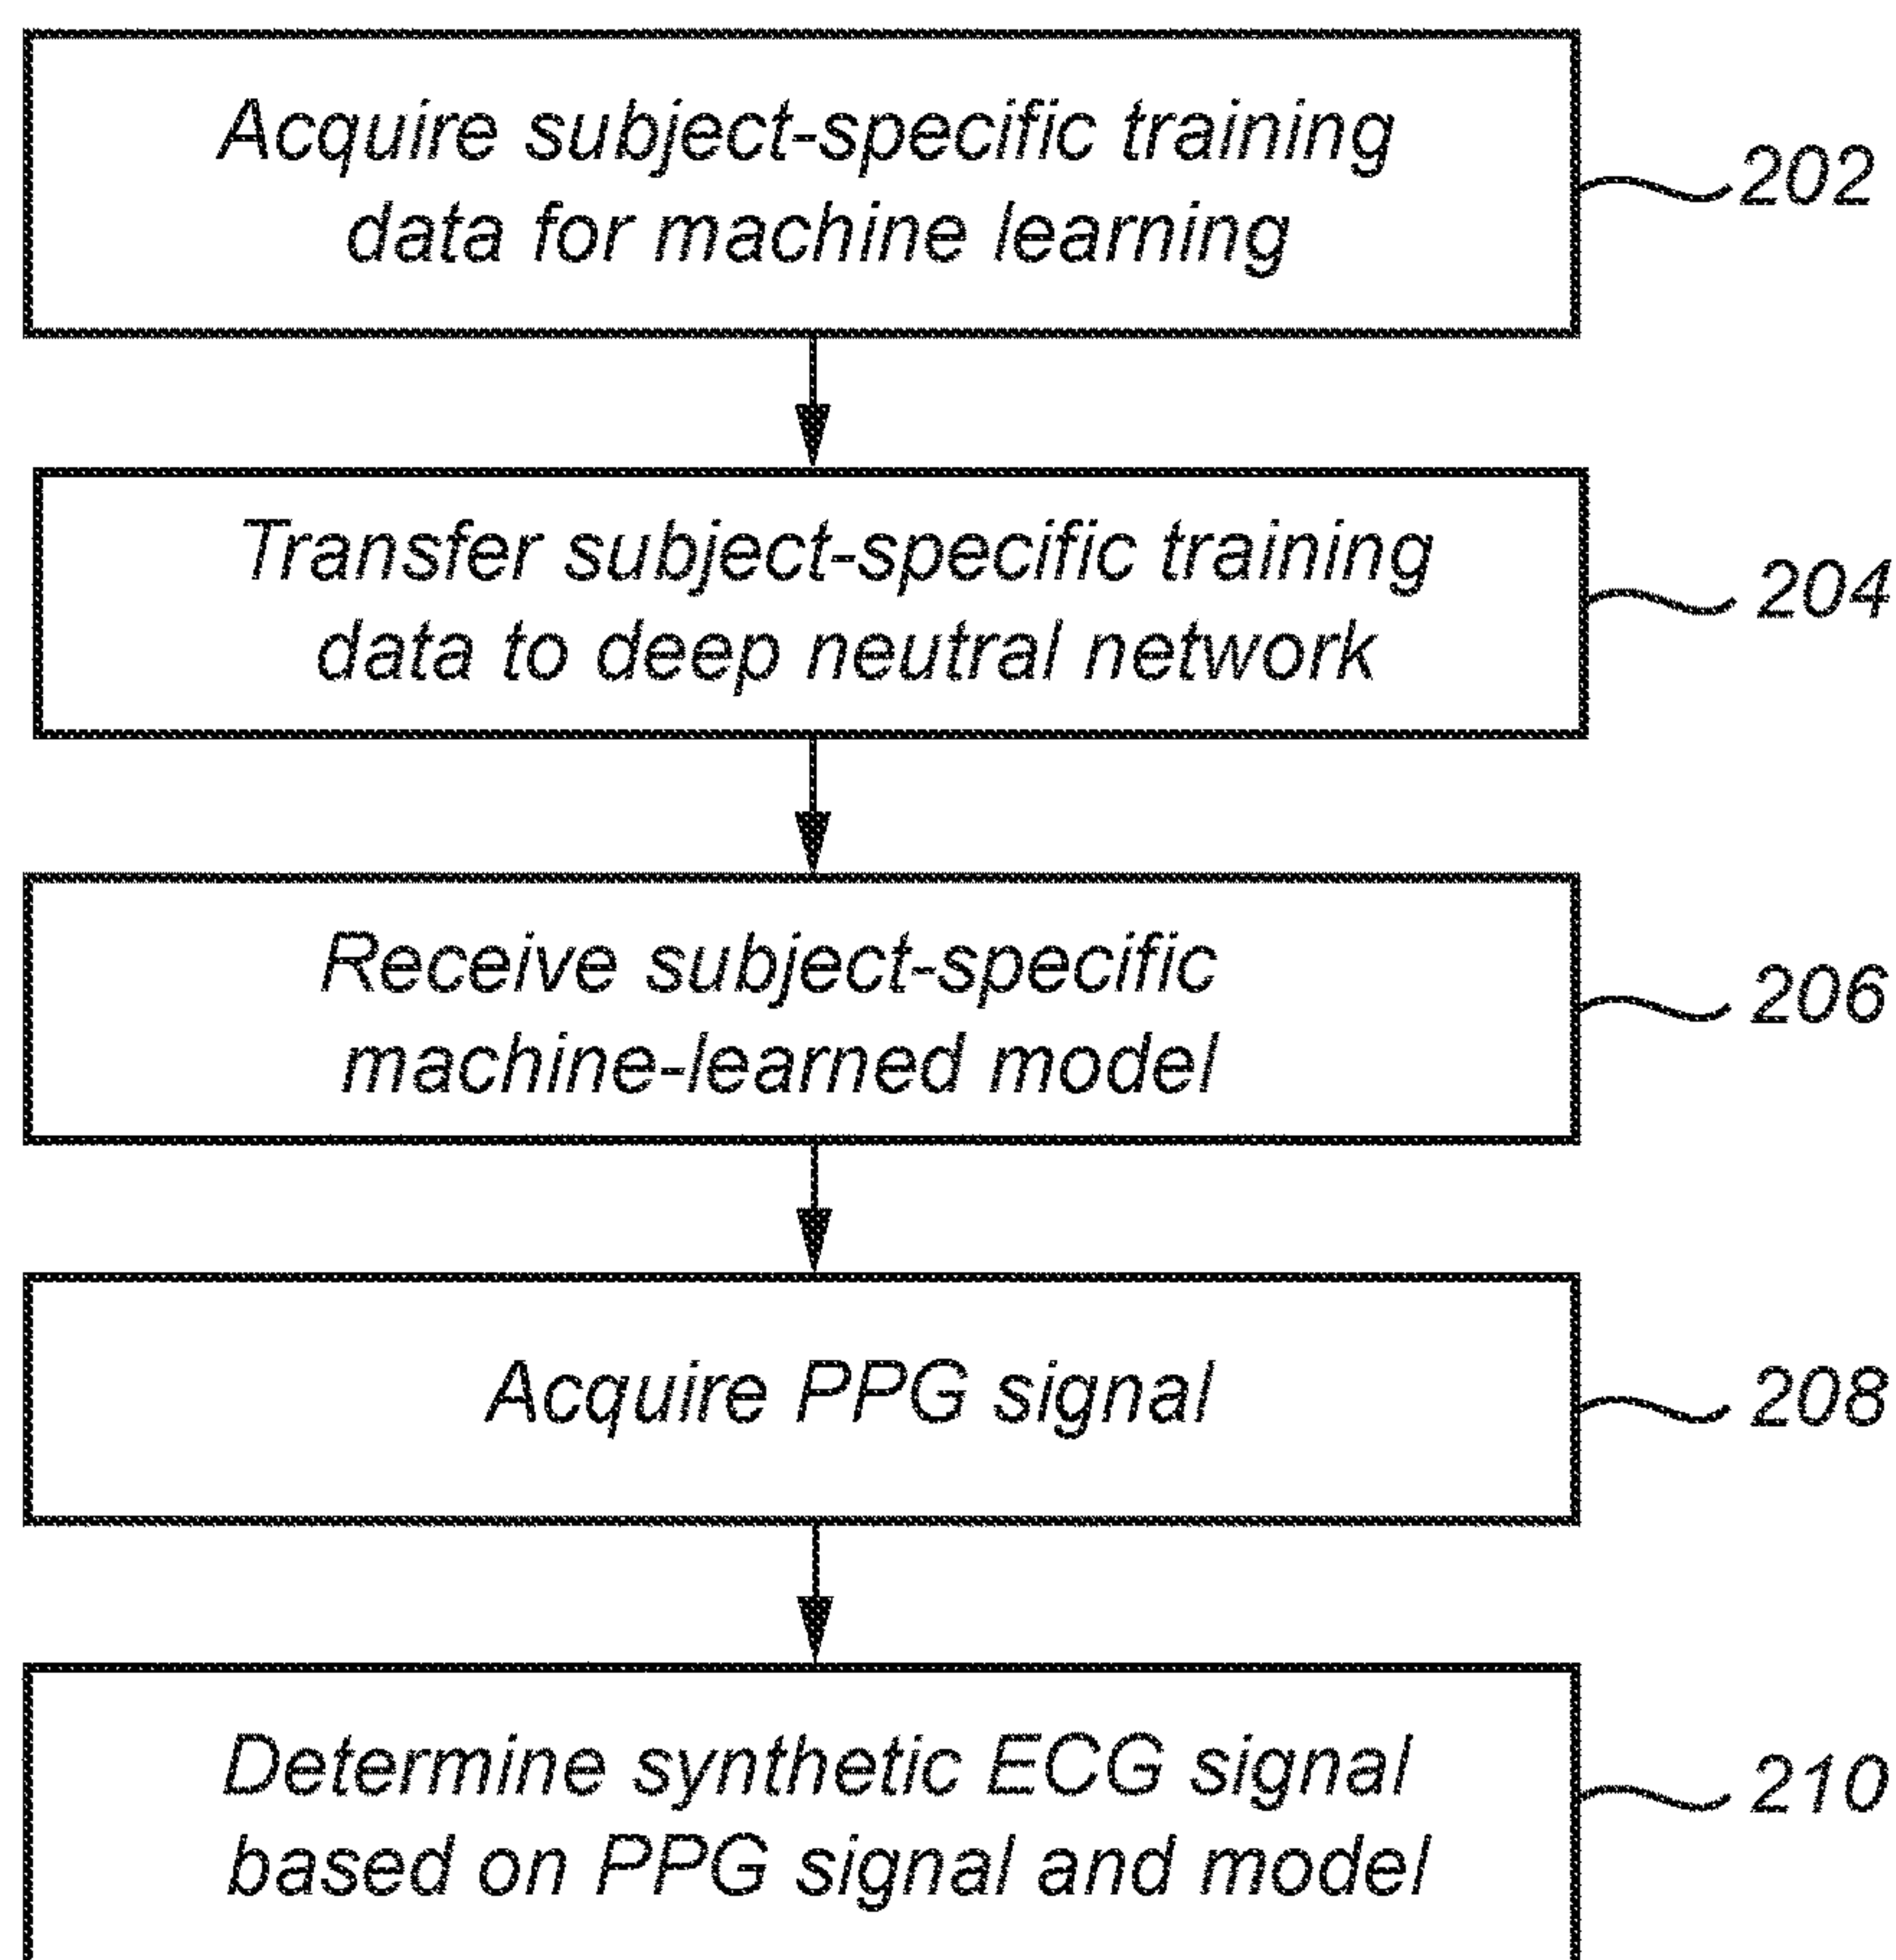 Acquire subject-specific training
data for machine learning
202
Transfer subject-specific training
data to deep neutral network
204
Receive subject-specific
machine-learned model
206
Acquire PPG signal
208
Determine synthetic ECG signal
based on PPG signal and model
210